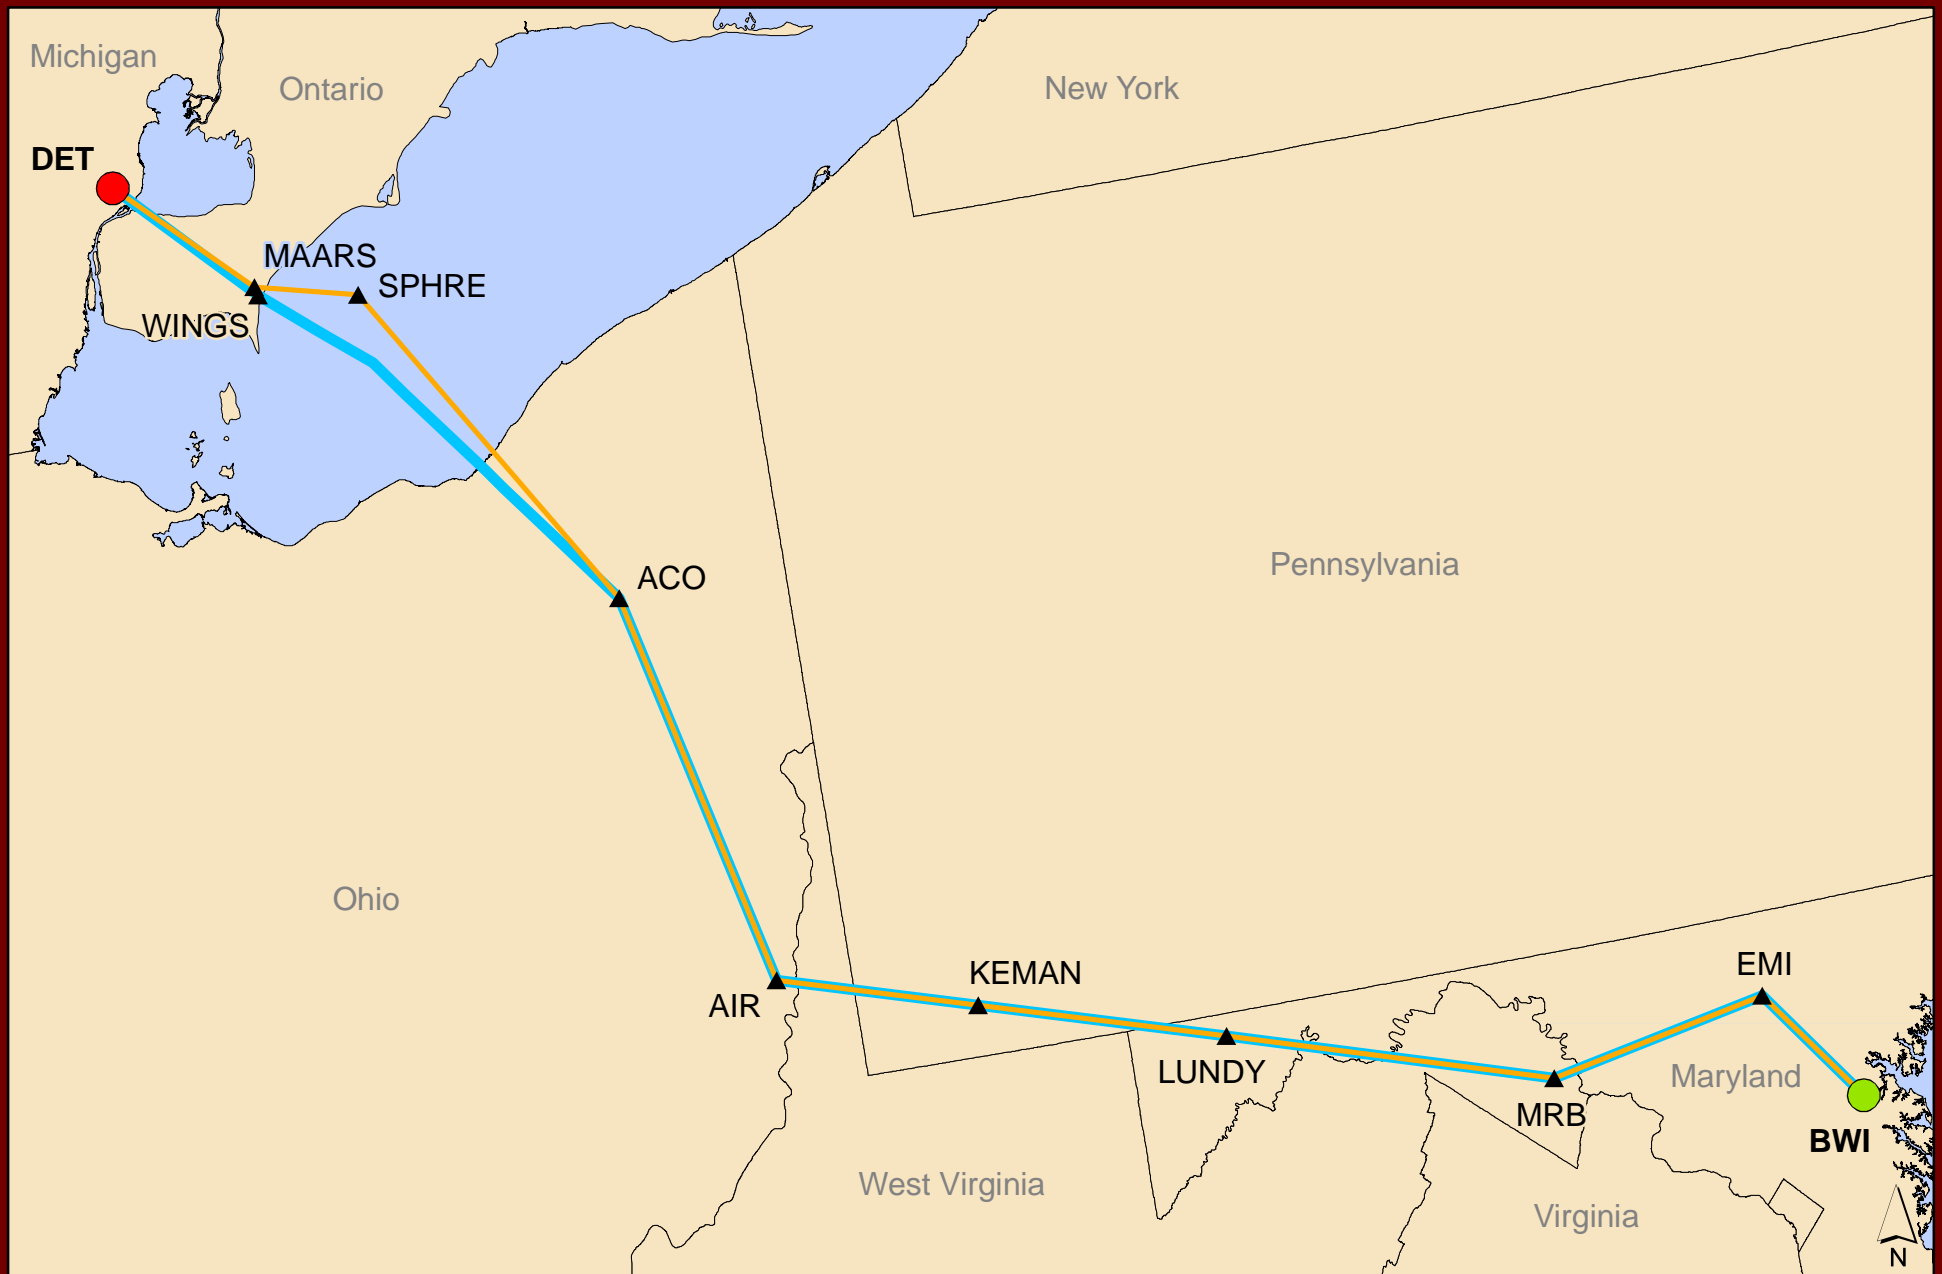 Michigan
Ontario
New York
DET
MAARS
SPHRE
WINGS
ACO
Pennsylvania
Ohio
KEMAN
EMI
AIR
LUNDY
Maryland
MRB
BWI
West Virginia
Virginia
N